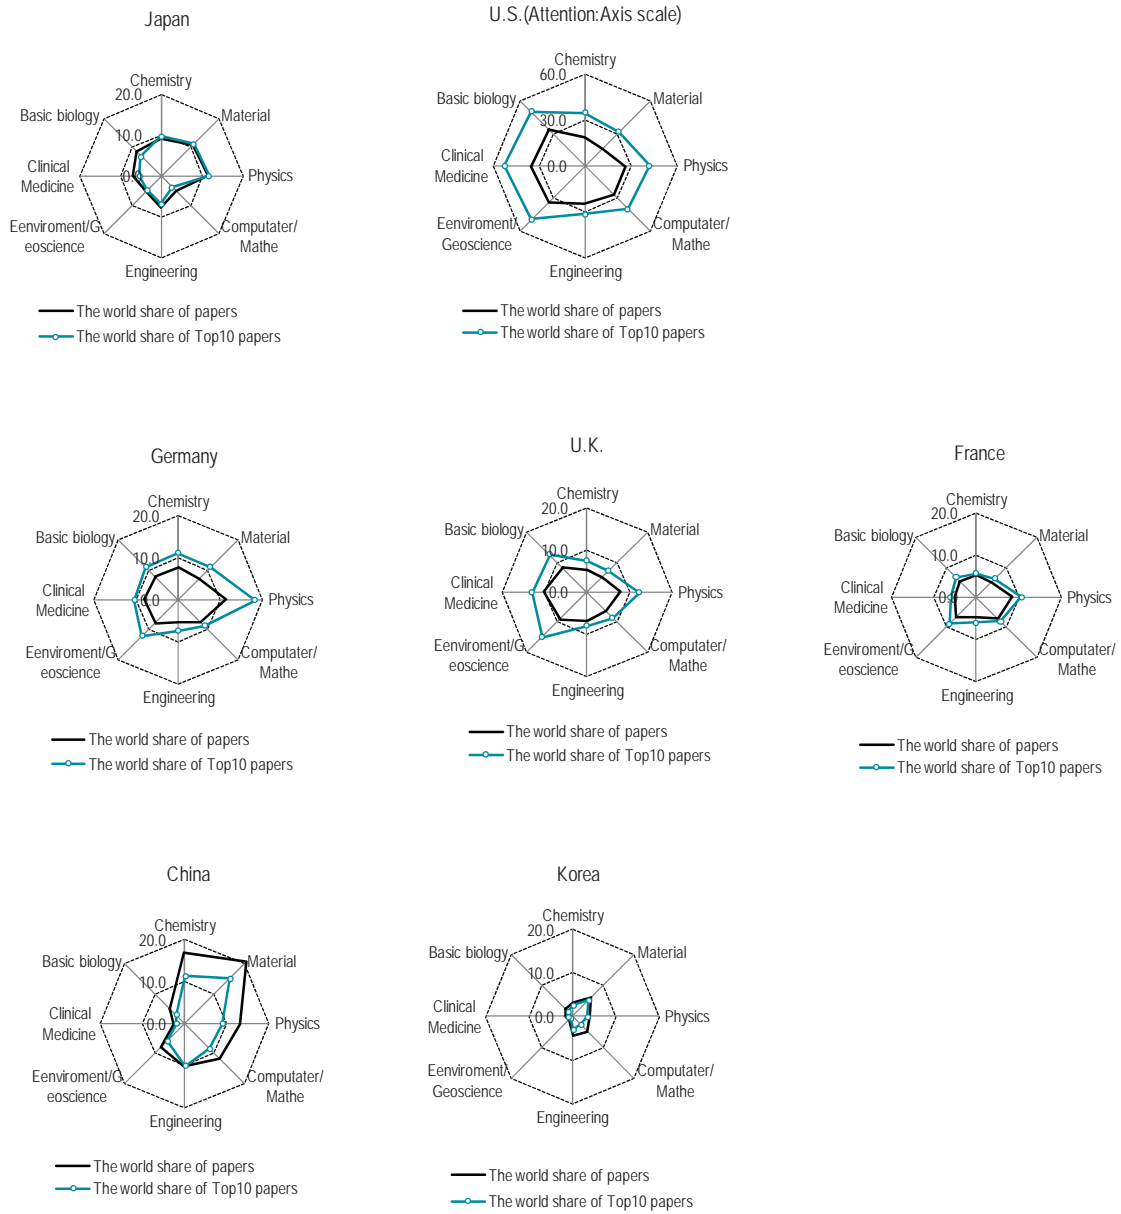 Japan
Chemistry
20.0
Basic biology
Material
10.0
Clinical
Medicine
0.0
Physics
Eenviroment/G
eoscience
Computater/
Mathe
Engineering
The world share of papers
The world share of Top10 papers
U.S.(Attention:Axis scale)
Chemistry
60.0
Basic biology
Material
30.0
Clinical
Medicine
0.0
Physics
Eenviroment/
Geoscience
Computater/
Mathe
Engineering
The world share of papers
The world share of Top10 papers
Germany
Chemistry
20.0
Basic biology
Material
10.0
Clinical
Medicine
0.0
Physics
Eenviroment/G
eoscience
Computater/
Mathe
Engineering
The world share of papers
The world share of Top10 papers
U.K.
Chemistry
20.0
Basic biology
Material
10.0
Clinical
Medicine
0.0
Physics
Eenviroment/G
eoscience
Computater/
Mathe
Engineering
The world share of papers
The world share of Top10 papers
France
Chemistry
20.0
Basic biology
Material
10.0
Clinical
Medicine
0.0
Physics
Eenviroment/G
eoscience
Computater/
Mathe
Engineering
The world share of papers
The world share of Top10 papers
China
Chemistry
20.0
Basic biology
Material
10.0
Clinical
Medicine
0.0
Physics
Eenviroment/G
eoscience
Computater/
Mathe
Engineering
The world share of papers
The world share of Top10 papers
Korea
Chemistry
20.0
Basic biology
Material
10.0
Clinical
Medicine
0.0
Physics
Eenviroment/
Geoscience
Computater/
Mathe
Engineering
The world share of papers
The world share of Top10 papers